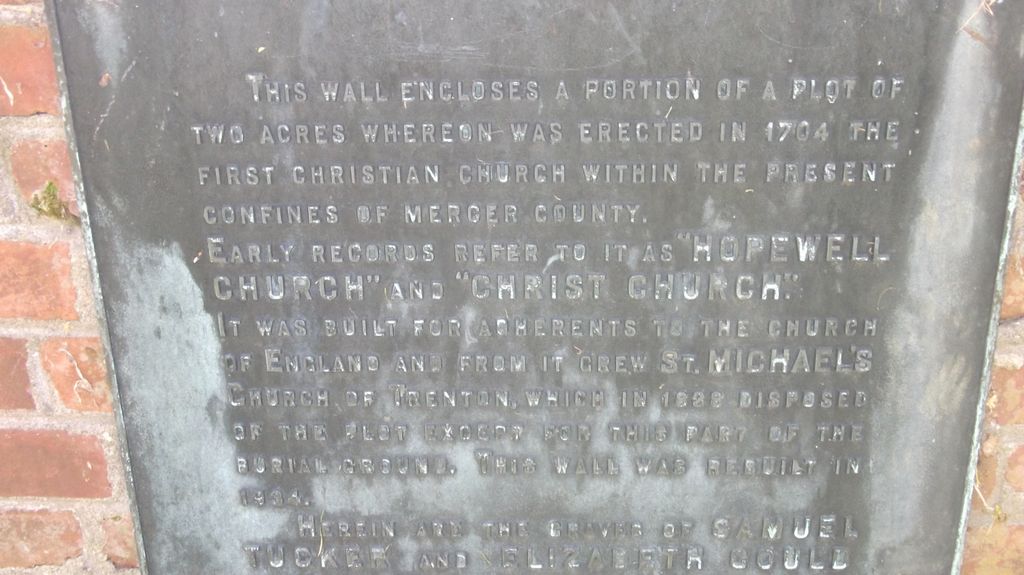 THIS WALL ENCLOSES A PORTION OF A PLOT OF
TWO ACRES WHEREON WAS ERECTED IN 1704 THE
FIRST CHRISTIAN CHURCH WITHIN THE PRESENT
CONFINES OF MERCER COUNTY.
EARLY RECORDS REFER TO IT AS "HOPEWELL
CHURCH" AND "CHRIST CHURCH."
IT WAS BUILT FOR ADHERENTS TO THE CHURCH
OF ENGLAND AND FROM IT GREW ST. MICHAEL'S
CHURCH OF TRENTON, WHICH IN DISPOSED
OF THE PLOT EXCEPT FOR THIS PART OF THE
BURIAL GROUND. THIS WALL WAS REBUILT IN
HEREIN ARE THE GRAVES OF SAMUEL
TUCKER AND ELIZABETH GOULD